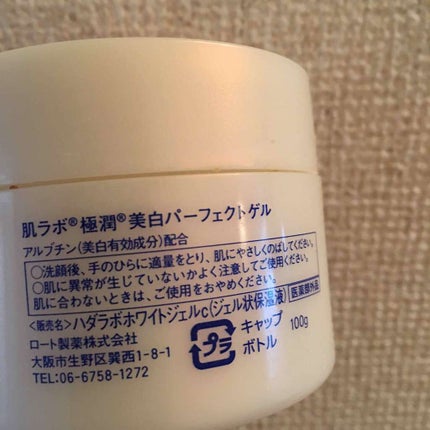 肌ラボ®極潤®美白パーフェクトゲル
アルブチン(美白有効成分)配合
○洗顔後、手のひらに適量をとり、肌にやさしくのばしてください。
○肌に異常が生じていないかよく注意してご使用ください。
肌に合わないときは、ご使用をおやめください。
<販売名>ハダラボホワイトジェルc(ジェル状保湿液) 医薬部外品
ロート製薬株式会社
大阪市生野区巽西1-8-1
TEL:06-6758-1272
プラ
キャップ
ボトル
100g